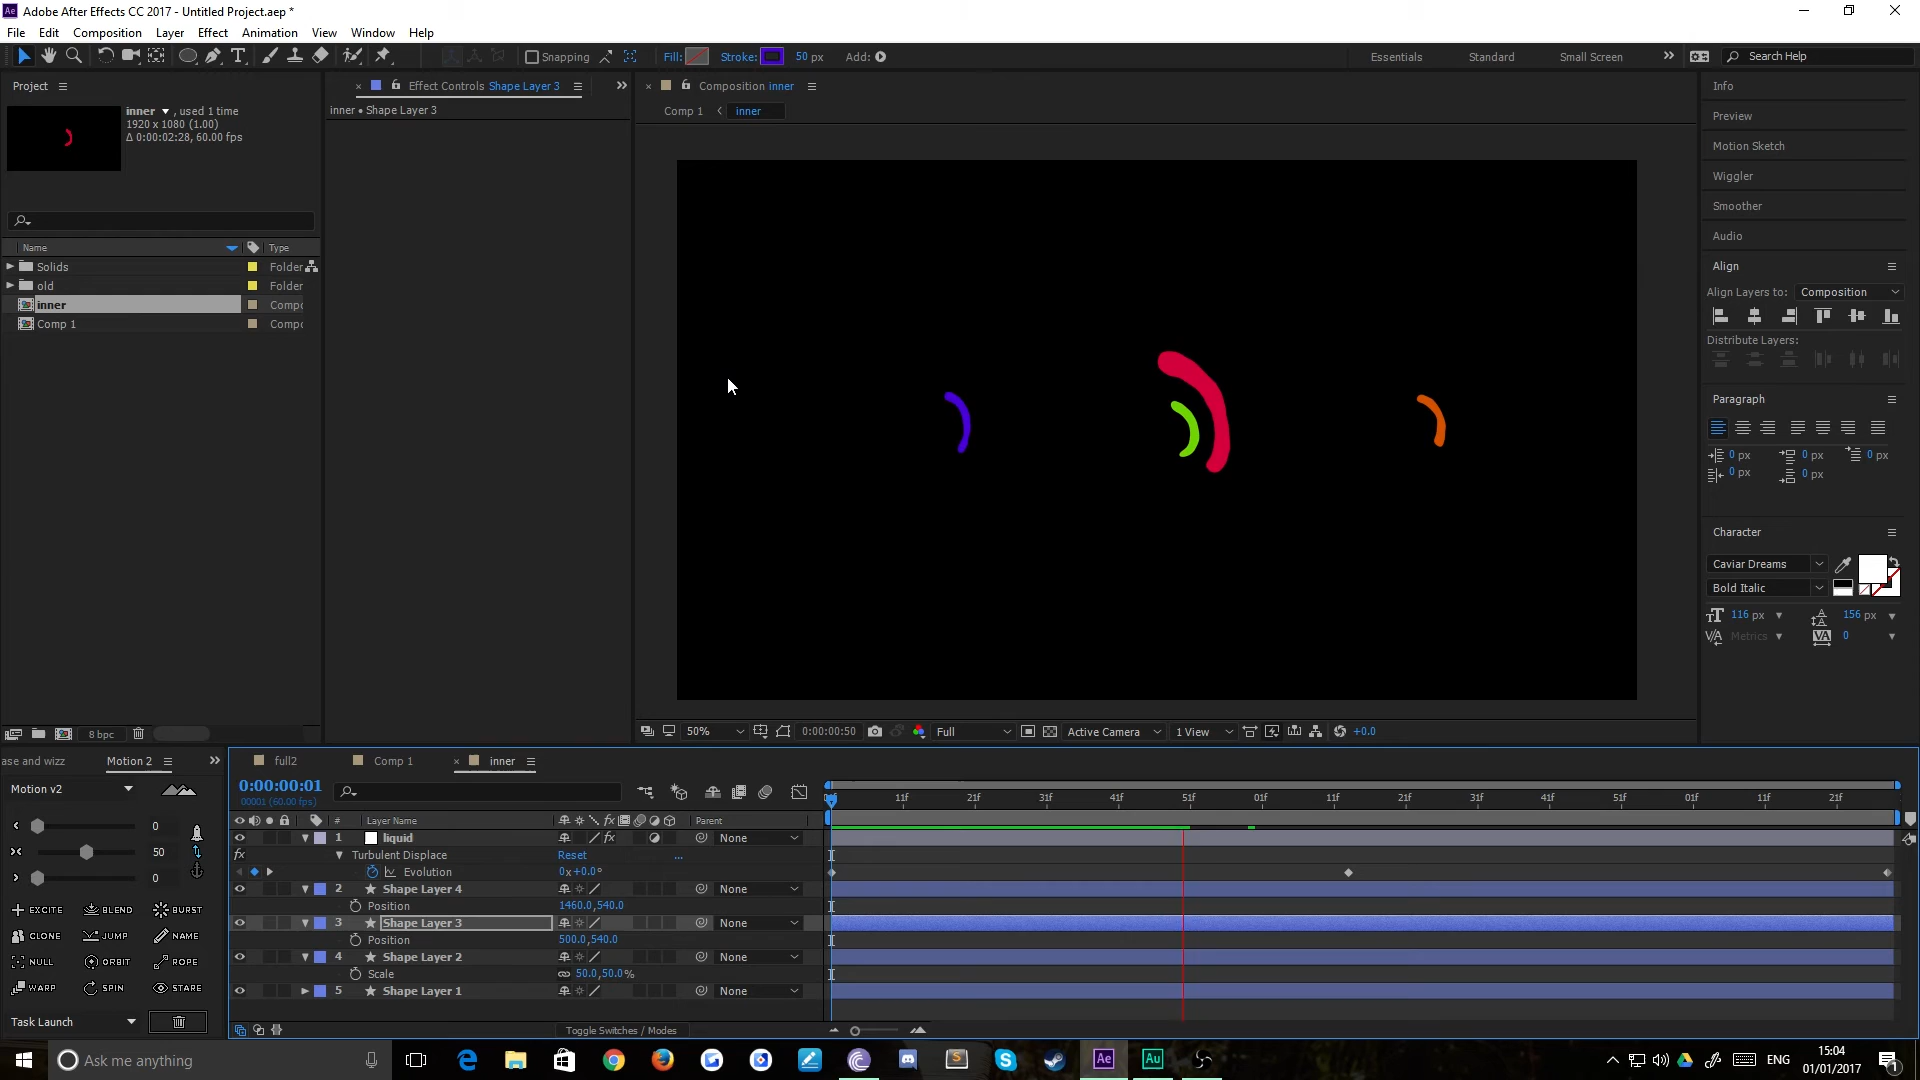 Ae Adobe After Effects CC 2017 - Untitled Project.aep *
File Edit Composition Layer Effect Animation View Window Help
Snapping Fill: Stroke: 50 px Add: Essentials Standard Small Screen Search Help
Project
inner , used 1 time
1920 x 1080 (1.00)
Δ 0:00:02:28, 60.00 fps
Name Type
Solids Folder
old Folder
inner Compo
Comp 1 Compo
8 bpc
Effect Controls Shape Layer 3
inner • Shape Layer 3
Composition inner
Comp 1 inner
50% 0:00:00:50 Full Active Camera 1 View +0.0
Info
Preview
Motion Sketch
Wiggler
Smoother
Audio
Align
Align Layers to: Composition
Distribute Layers:
Paragraph
0 px 0 px 0 px
0 px 0 px
Character
Caviar Dreams
Bold Italic
116 px 156 px
Metrics 0
ase and wizz Motion 2
Motion v2
0
50
0
EXCITE BLEND BURST
CLONE JUMP NAME
NULL ORBIT ROPE
WARP SPIN STARE
Task Launch
full2 Comp 1 inner
0:00:00:01
00001 (60.00 fps)
11f 21f 31f 41f 51f 01f 11f 21f 31f 41f 51f 01f 11f 21f
# Layer Name Parent
1 liquid None
Turbulent Displace Reset ...
Evolution 0x+0.0°
2 Shape Layer 4 None
Position 1460.0,540.0
3 Shape Layer 3 None
Position 500.0,540.0
4 Shape Layer 2 None
Scale 50.0,50.0%
5 Shape Layer 1 None
Toggle Switches / Modes
Ask me anything
Ae Au
ENG
15:04
01/01/2017
1